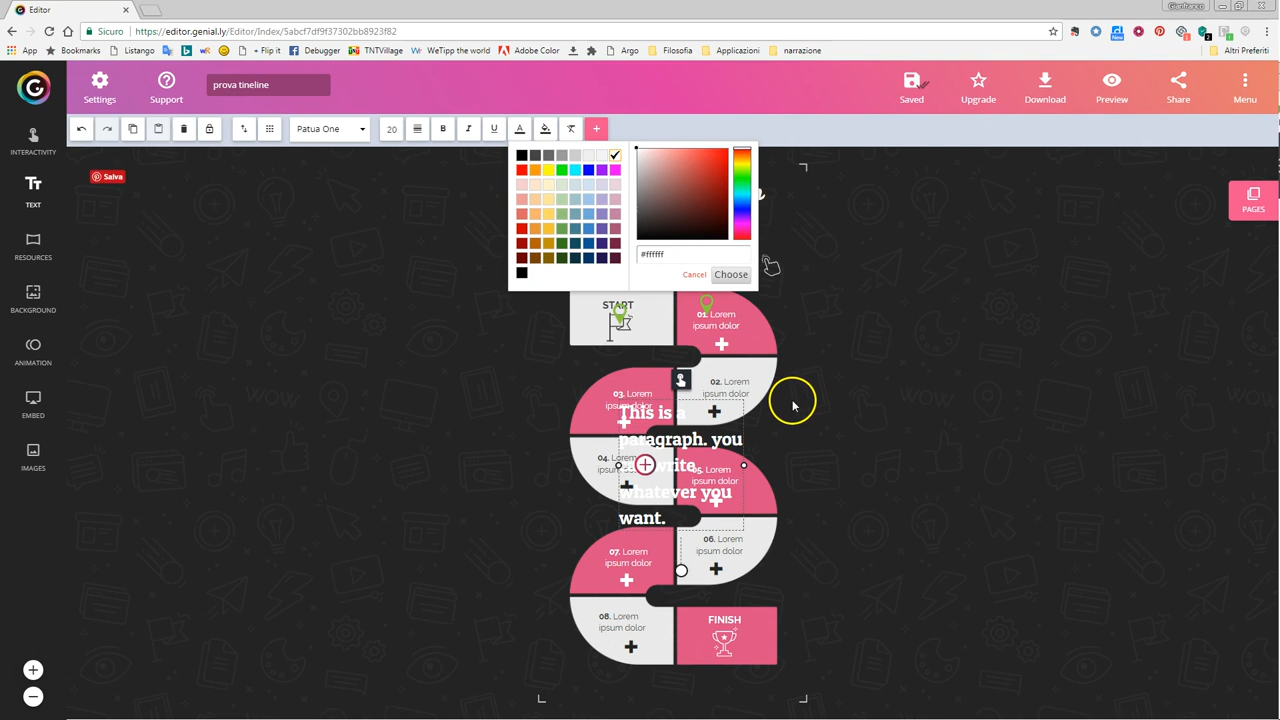 Editor
Gianfranco
Sicuro
https://editor.genial.ly/Editor/Index/5abcf7df9f37302bb8923f82
App
Bookmarks
Listango
+ Flip it
Debugger
TNTVillage
WeTipp the world
Adobe Color
Argo
Filosofia
Applicazioni
narrazione
Altri Preferiti
Settings
Support
prova tineline
Saved
Upgrade
Download
Preview
Share
Menu
Patua One
20
B
I
U
A
INTERACTIVITY
TEXT
RESOURCES
BACKGROUND
ANIMATION
EMBED
IMAGES
Salva
PAGES
#ffffff
Cancel
Choose
START
01. Lorem
ipsum dolor
02. Lorem
ipsum dolor
03. Lorem
ipsum dolor
This is a
paragraph. you
write
whatever you
want.
04. Lorem
05. Lorem
ipsum dolor
06. Lorem
ipsum dolor
07. Lorem
ipsum dolor
08. Lorem
ipsum dolor
FINISH